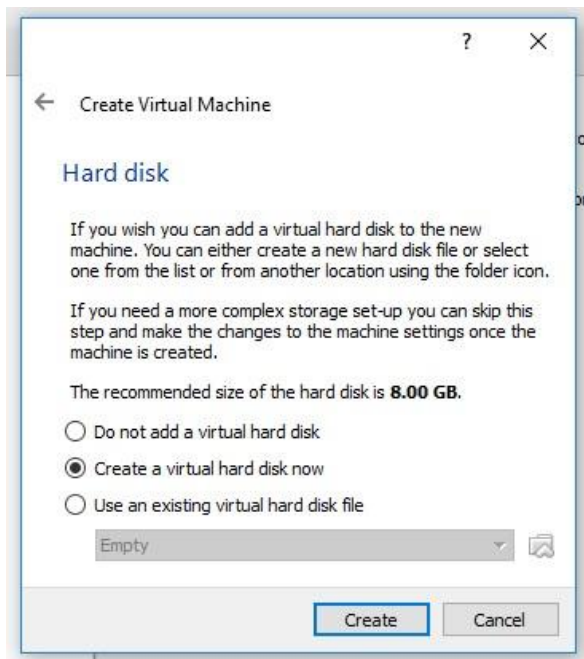 ?
Create Virtual Machine
Hard disk
If you wish you can add a virtual hard disk to the new
machine. You can either create a new hard disk file or select
one from the list or from another location using the folder icon.
If you need a more complex storage set-up you can skip this
step and make the changes to the machine settings once the
machine is created.
The recommended size of the hard disk is 8.00 GB.
Do not add a virtual hard disk
Create a virtual hard disk now
Use an existing virtual hard disk file
Empty
Create Cancel